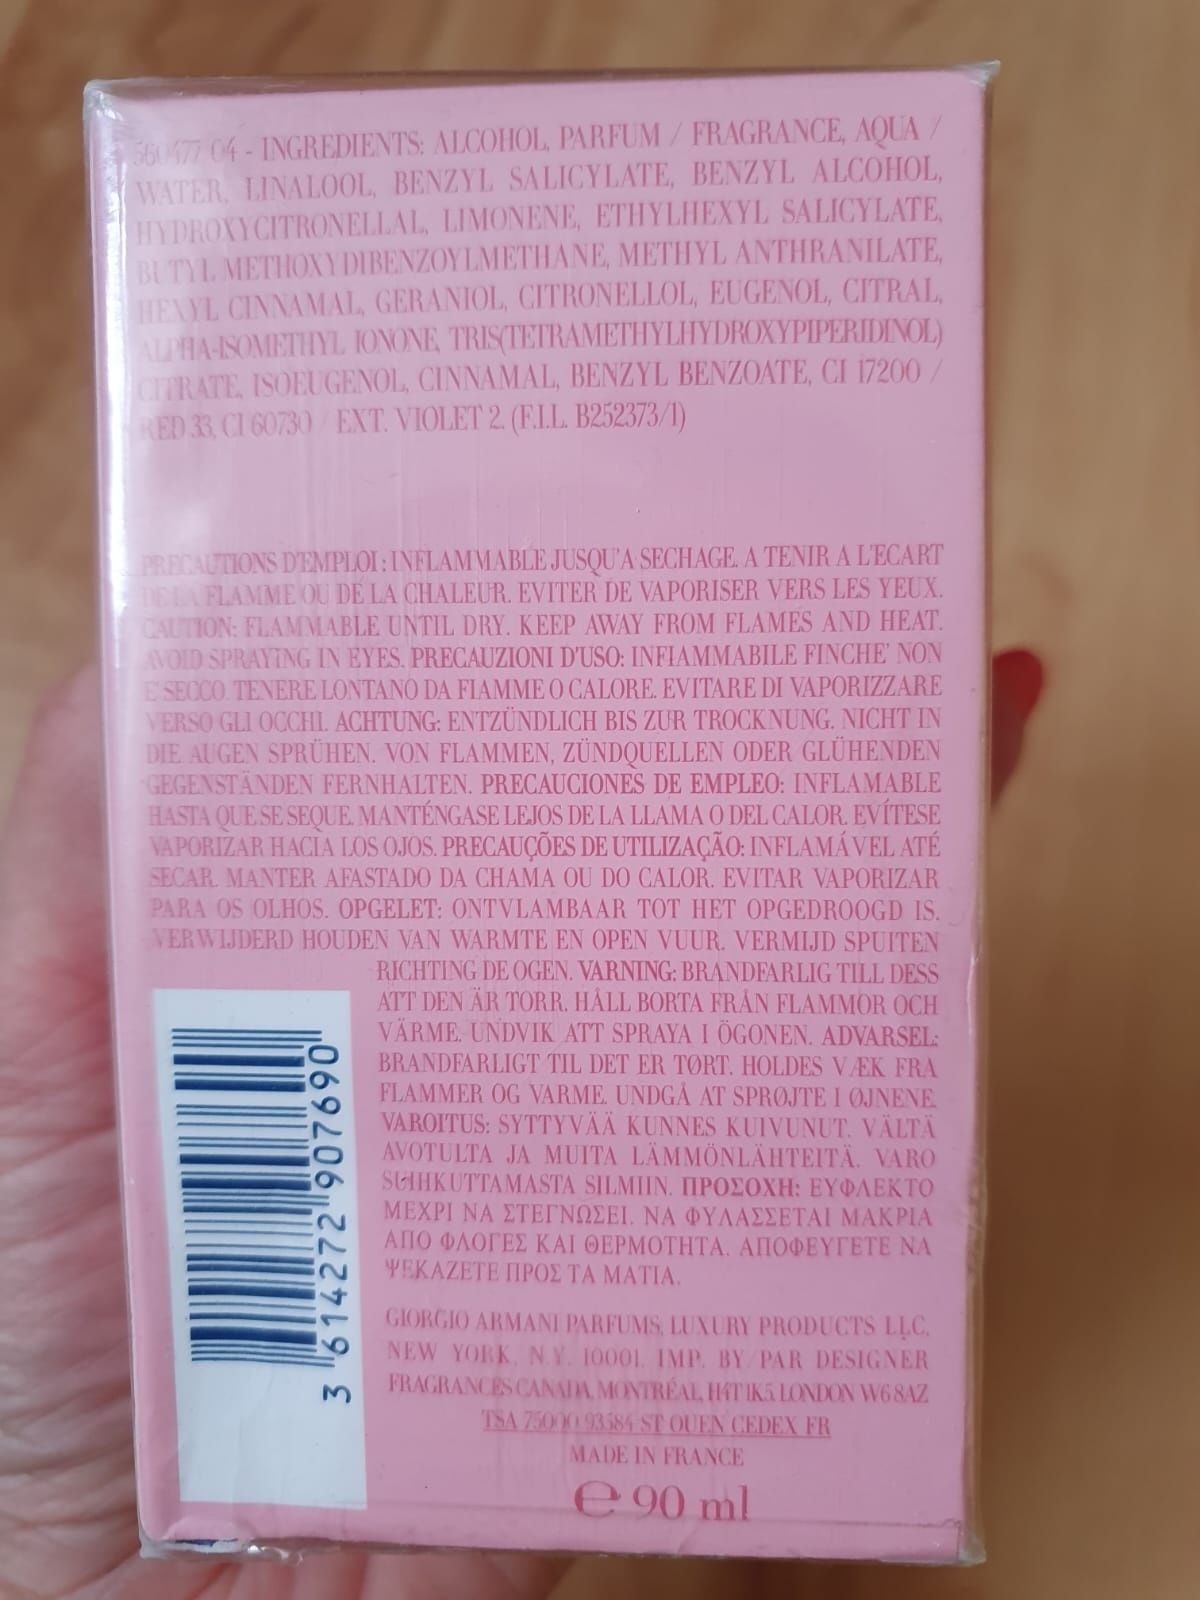 560477 04 - INGREDIENTS: ALCOHOL, PARFUM / FRAGRANCE, AQUA /
WATER, LINALOOL, BENZYL SALICYLATE, BENZYL ALCOHOL,
HYDROXYCITRONELLAL, LIMONENE, ETHYLHEXYL SALICYLATE,
BUTYL METHOXYDIBENZOYLMETHANE, METHYL ANTHRANILATE,
HEXYL CINNAMAL, GERANIOL, CITRONELLOL, EUGENOL, CITRAL,
ALPHA-ISOMETHYL IONONE, TRIS(TETRAMETHYLHYDROXYPIPERIDINOL)
CITRATE, ISOEUGENOL, CINNAMAL, BENZYL BENZOATE, CI 17200 /
RED 33, CI 60730 / EXT. VIOLET 2. (F.I.L. B252373/1)
PRECAUTIONS D'EMPLOI : INFLAMMABLE JUSQU'A SECHAGE. A TENIR A L'ECART
DE LA FLAMME OU DE LA CHALEUR. EVITER DE VAPORISER VERS LES YEUX.
CAUTION: FLAMMABLE UNTIL DRY. KEEP AWAY FROM FLAMES AND HEAT.
AVOID SPRAYING IN EYES. PRECAUZIONI D'USO: INFIAMMABILE FINCHE' NON
E' SECCO. TENERE LONTANO DA FIAMME O CALORE. EVITARE DI VAPORIZZARE
VERSO GLI OCCHI. ACHTUNG: ENTZÜNDLICH BIS ZUR TROCKNUNG. NICHT IN
DIE AUGEN SPRÜHEN. VON FLAMMEN, ZÜNDQUELLEN ODER GLÜHENDEN
GEGENSTÄNDEN FERNHALTEN. PRECAUCIONES DE EMPLEO: INFLAMABLE
HASTA QUE SE SEQUE. MANTÉNGASE LEJOS DE LA LLAMA O DEL CALOR. EVÍTESE
VAPORIZAR HACIA LOS OJOS. PRECAUÇÕES DE UTILIZAÇÃO: INFLAMÁVEL ATÉ
SECAR. MANTER AFASTADO DA CHAMA OU DO CALOR. EVITAR VAPORIZAR
PARA OS OLHOS. OPGELET: ONTVLAMBAAR TOT HET OPGEDROOGD IS.
VERWIJDERD HOUDEN VAN WARMTE EN OPEN VUUR. VERMIJD SPUITEN
RICHTING DE OGEN. VARNING: BRANDFARLIG TILL DESS
ATT DEN ÄR TORR. HÅLL BORTA FRÅN FLAMMOR OCH
VÄRME. UNDVIK ATT SPRAYA I ÖGONEN. ADVARSEL:
BRANDFARLIGT TIL DET ER TØRT. HOLDES VÆK FRA
FLAMMER OG VARME. UNDGÅ AT SPRØJTE I ØJNENE.
VAROITUS: SYTTYVÄÄ KUNNES KUIVUNUT. VÄLTÄ
AVOTULTA JA MUITA LÄMMÖNLÄHTEITÄ. VARO
SUIHKUTTAMASTA SILMIIN. ΠΡΟΣΟΧΗ: ΕΥΦΛΕΚΤΟ
ΜΕΧΡΙ ΝΑ ΣΤΕΓΝΩΣΕΙ. ΝΑ ΦΥΛΑΣΣΕΤΑΙ ΜΑΚΡΙΑ
ΑΠΟ ΦΛΟΓΕΣ ΚΑΙ ΘΕΡΜΟΤΗΤΑ. ΑΠΟΦΕΥΓΕΤΕ ΝΑ
ΨΕΚΑΖΕΤΕ ΠΡΟΣ ΤΑ ΜΑΤΙΑ.
3 614272 907690
GIORGIO ARMANI PARFUMS, LUXURY PRODUCTS LLC,
NEW YORK, N.Y. 10001. IMP. BY/PAR DESIGNER
FRAGRANCES CANADA, MONTRÉAL, H4T 1K5. LONDON W6 8AZ
TSA 75000 93584 ST OUEN CEDEX FR
MADE IN FRANCE
℮ 90 ml